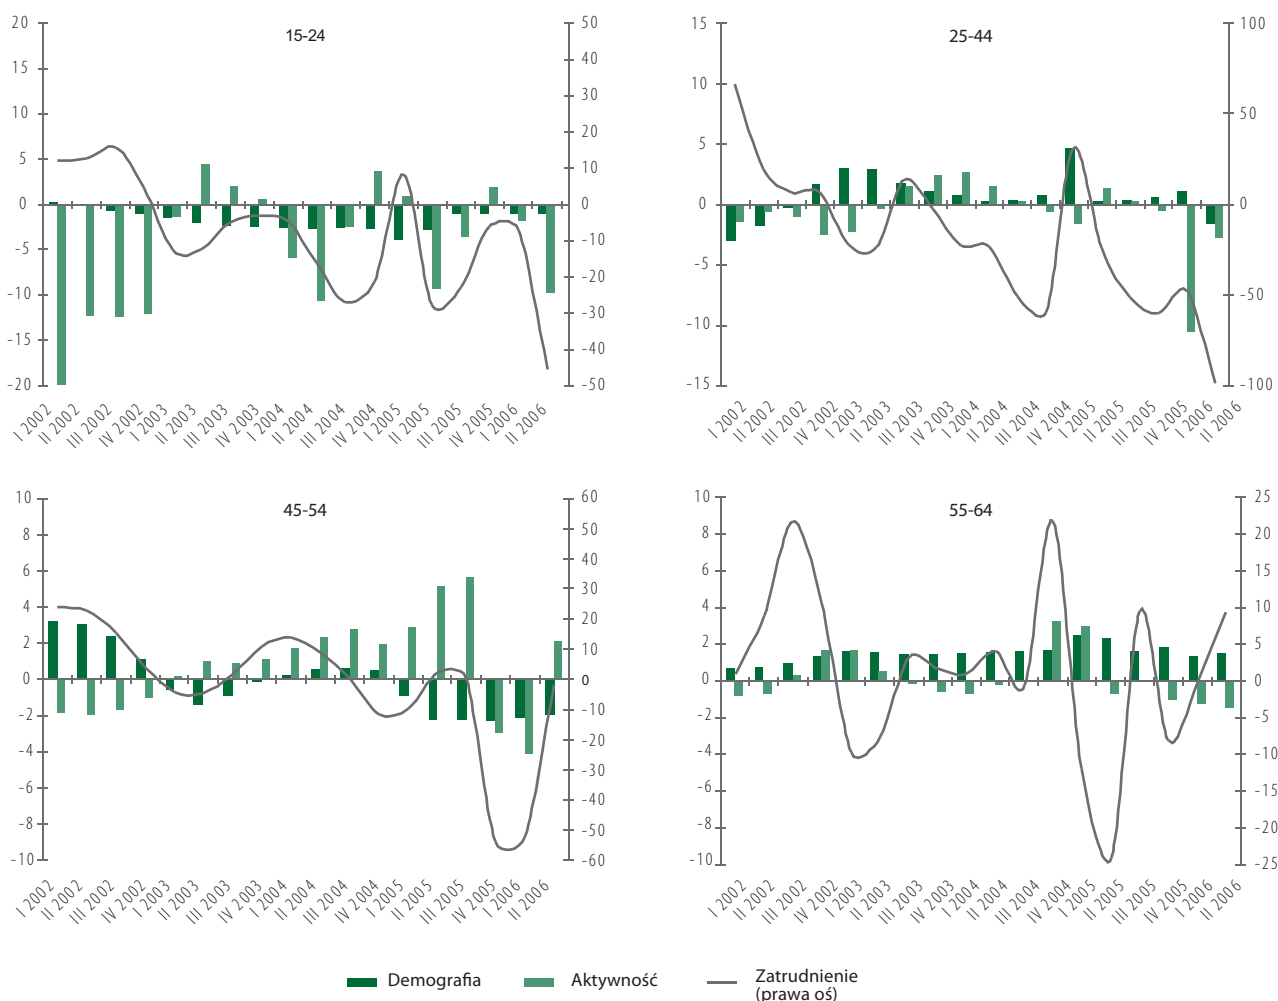 15-24
20
15
10
5
0
-5
-10
-15
-20
50
40
30
20
10
0
-10
-20
-30
-40
-50
I 2002
II 2002
III 2002
IV 2002
I 2003
II 2003
III 2003
IV 2003
I 2004
II 2004
III 2004
IV 2004
I 2005
II 2005
III 2005
IV 2005
I 2006
II 2006
25-44
15
10
5
0
-5
-10
-15
100
50
0
-50
-100
I 2002
II 2002
III 2002
IV 2002
I 2003
II 2003
III 2003
IV 2003
I 2004
II 2004
III 2004
IV 2004
I 2005
II 2005
III 2005
IV 2005
I 2006
II 2006
45-54
10
8
6
4
2
0
-2
-4
-6
-8
-10
60
50
40
30
20
10
0
-10
-20
-30
-40
-50
-60
I 2002
II 2002
III 2002
IV 2002
I 2003
II 2003
III 2003
IV 2003
I 2004
II 2004
III 2004
IV 2004
I 2005
II 2005
III 2005
IV 2005
I 2006
II 2006
55-64
10
8
6
4
2
0
-2
-4
-6
-8
-10
25
20
15
10
5
0
-5
-10
-15
-20
-25
I 2002
II 2002
III 2002
IV 2002
I 2003
II 2003
III 2003
IV 2003
I 2004
II 2004
III 2004
IV 2004
I 2005
II 2005
III 2005
IV 2005
I 2006
II 2006
Demografia
Aktywność
Zatrudnienie
(prawa oś)